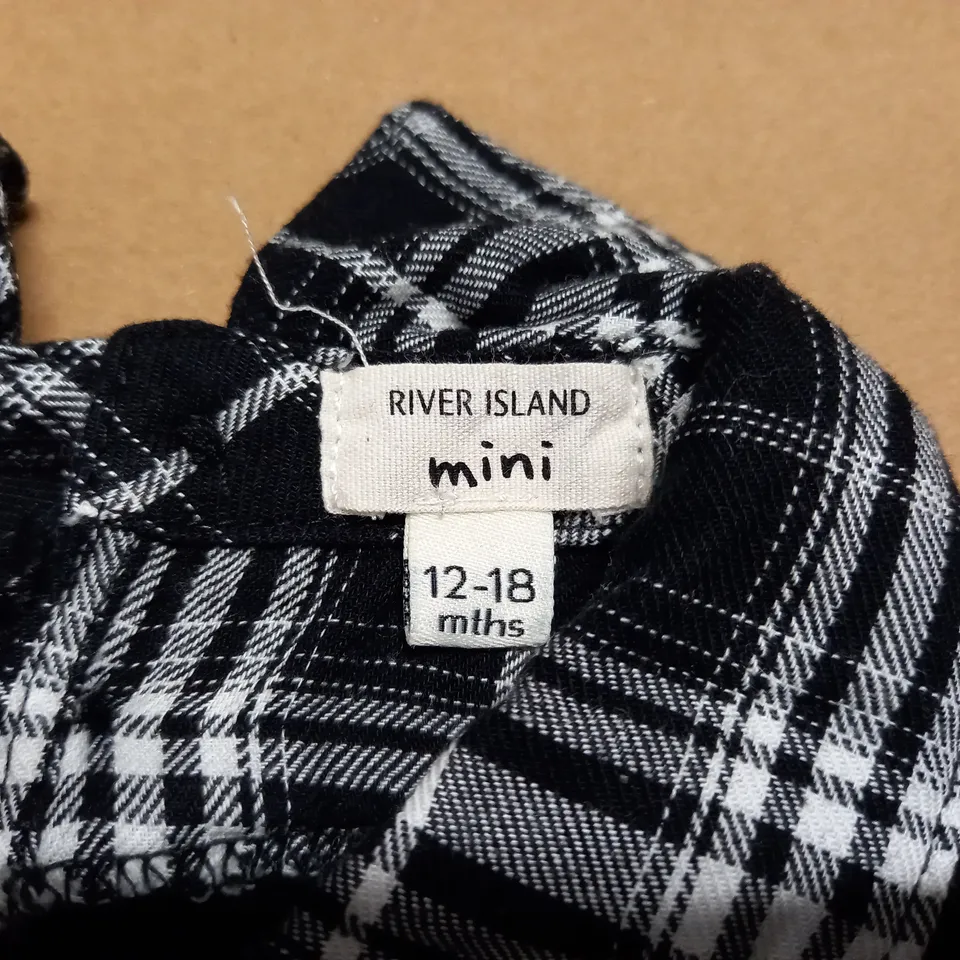 RIVER ISLAND
mini
12-18
mths